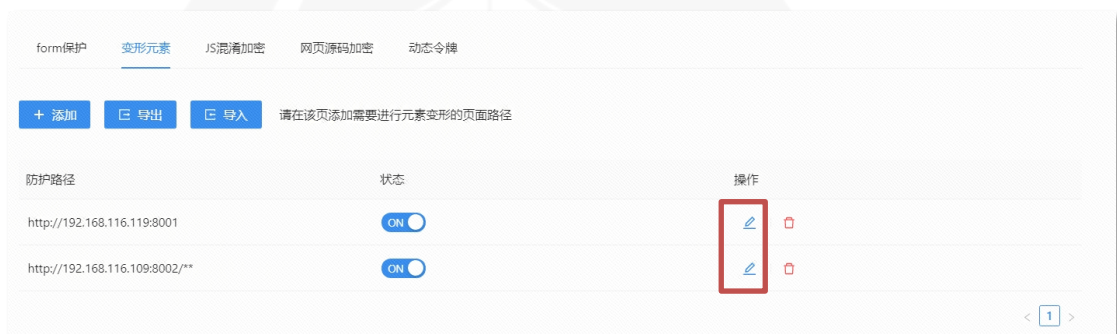 form保护 变形元素 JS混淆加密 网页源码加密 动态令牌
+ 添加 导出 导入 请在该页添加需要进行元素变形的页面路径
防护路径 状态 操作
http://192.168.116.119:8001 ON
http://192.168.116.109:8002/** ON
< 1 >